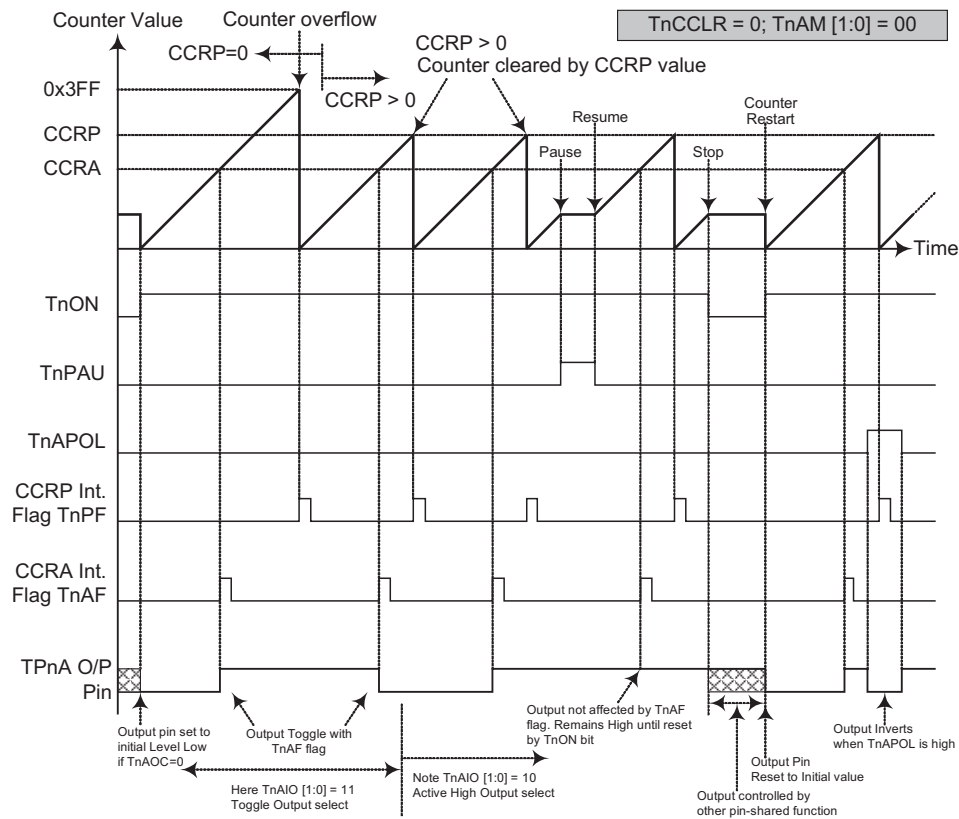 Counter Value
Counter overflow
TnCCLR = 0; TnAM [1:0] = 00
CCRP=0
CCRP > 0
CCRP > 0
Counter cleared by CCRP value
0x3FF
CCRP
CCRA
Pause
Resume
Stop
Counter
Restart
Time
TnON
TnPAU
TnAPOL
CCRP Int.
Flag TnPF
CCRA Int.
Flag TnAF
TPnA O/P
Pin
Output pin set to
initial Level Low
if TnAOC=0
Output Toggle with
TnAF flag
Here TnAIO [1:0] = 11
Toggle Output select
Note TnAIO [1:0] = 10
Active High Output select
Output not affected by TnAF
flag. Remains High until reset
by TnON bit
Output controlled by
other pin-shared function
Output Pin
Reset to Initial value
Output Inverts
when TnAPOL is high